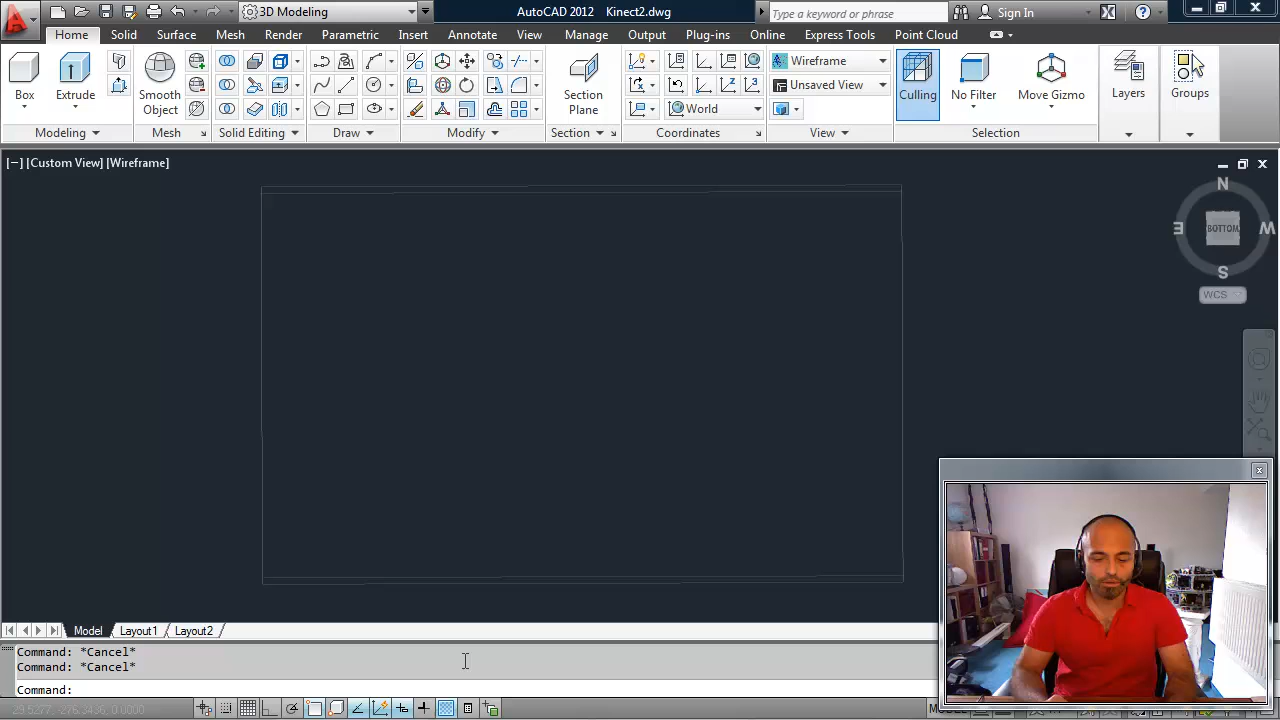 3D Modeling
AutoCAD 2012 Kinect2.dwg
Type a keyword or phrase
Sign In
Home Solid Surface Mesh Render Parametric Insert Annotate View Manage Output Plug-ins Online Express Tools Point Cloud
Box
Extrude
Smooth
Object
Section
Plane
Wireframe
Unsaved View
World
Culling
No Filter
Move Gizmo
Layers
Groups
Modeling Mesh Solid Editing Draw Modify Section Coordinates View Selection
[−] [Custom View] [Wireframe]
N
E BOTTOM W
S
WCS
Model Layout1 Layout2
Command: *Cancel*
Command: *Cancel*
Command:
MODEL